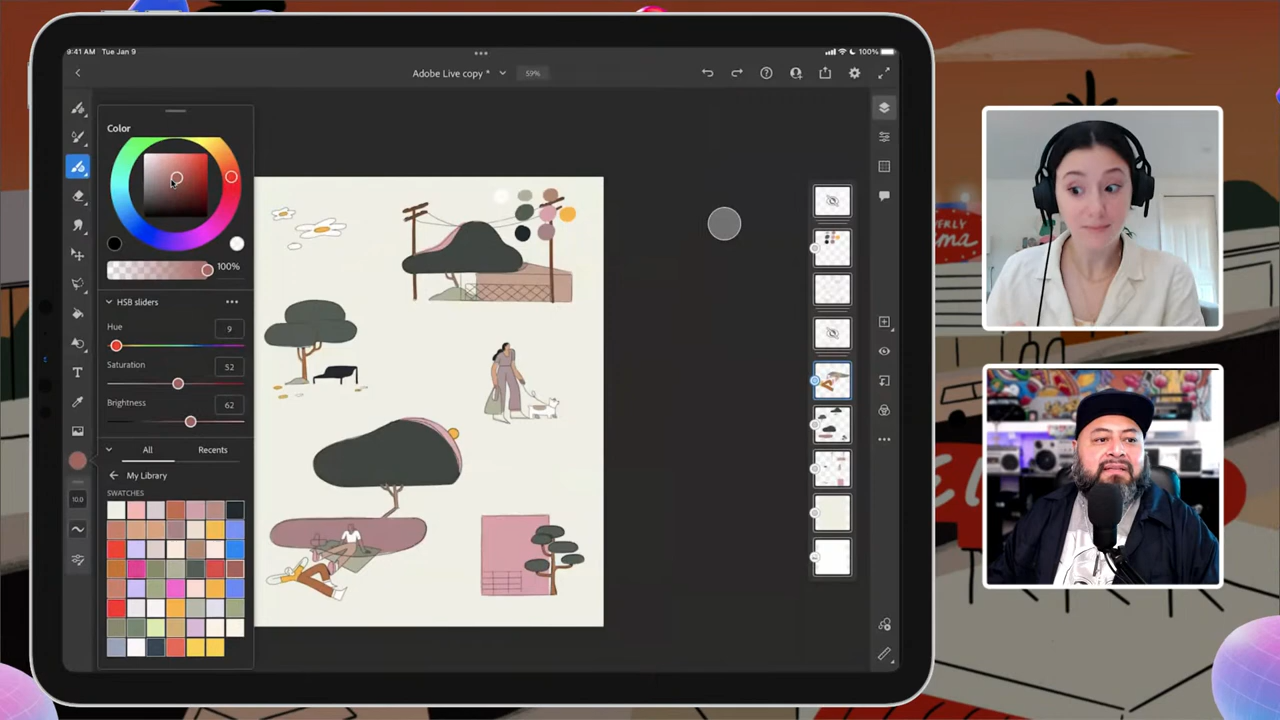 9:41 AM Tue Jan 9
100%
Adobe Live copy *
59%
Color
100%
HSB sliders
Hue
9
Saturation
52
Brightness
62
All
Recents
My Library
SWATCHES
T
10.0